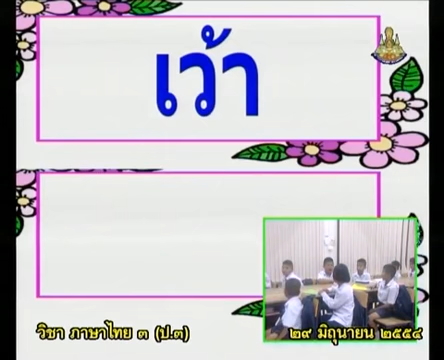 เว้า
วิชา ภาษาไทย ๓ (ป.๓)
๒๙ มิถุนายน ๒๕๕๔